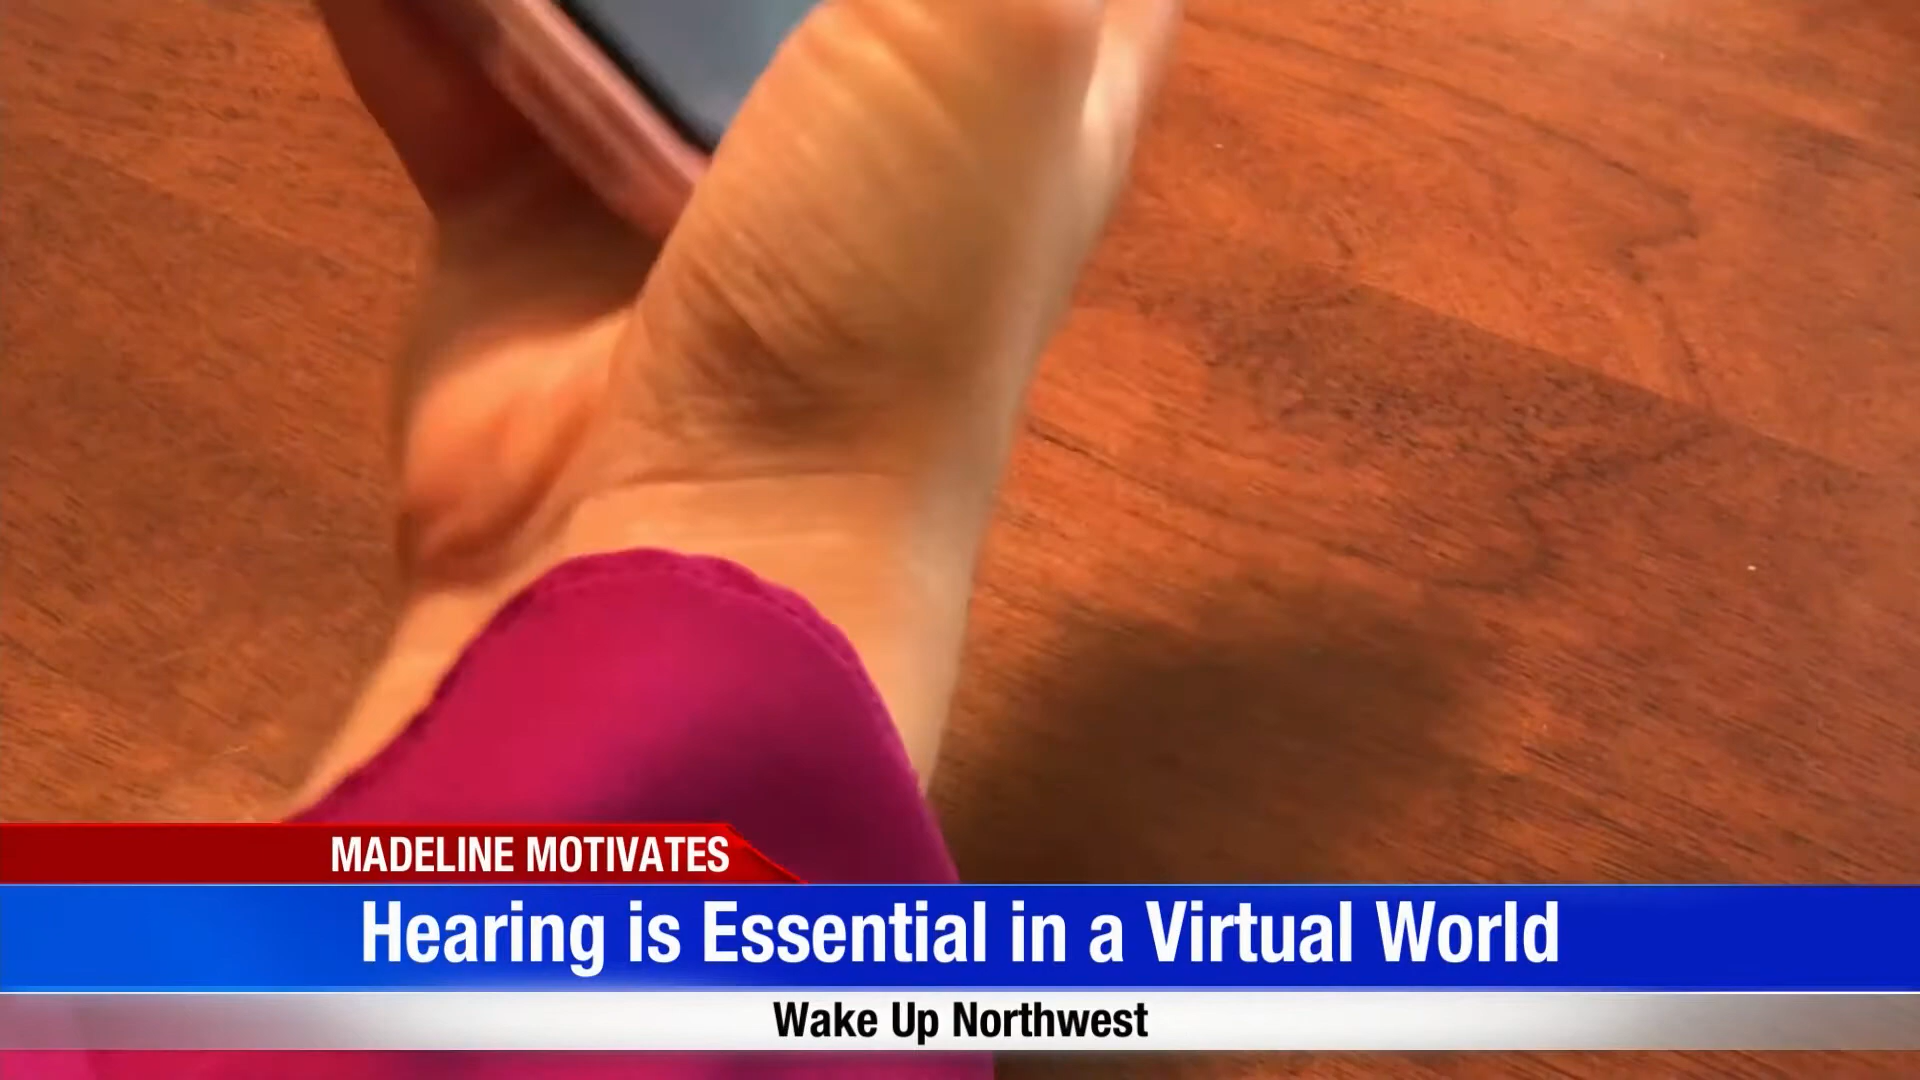 MADELINE MOTIVATES
Hearing is Essential in a Virtual World
Wake Up Northwest